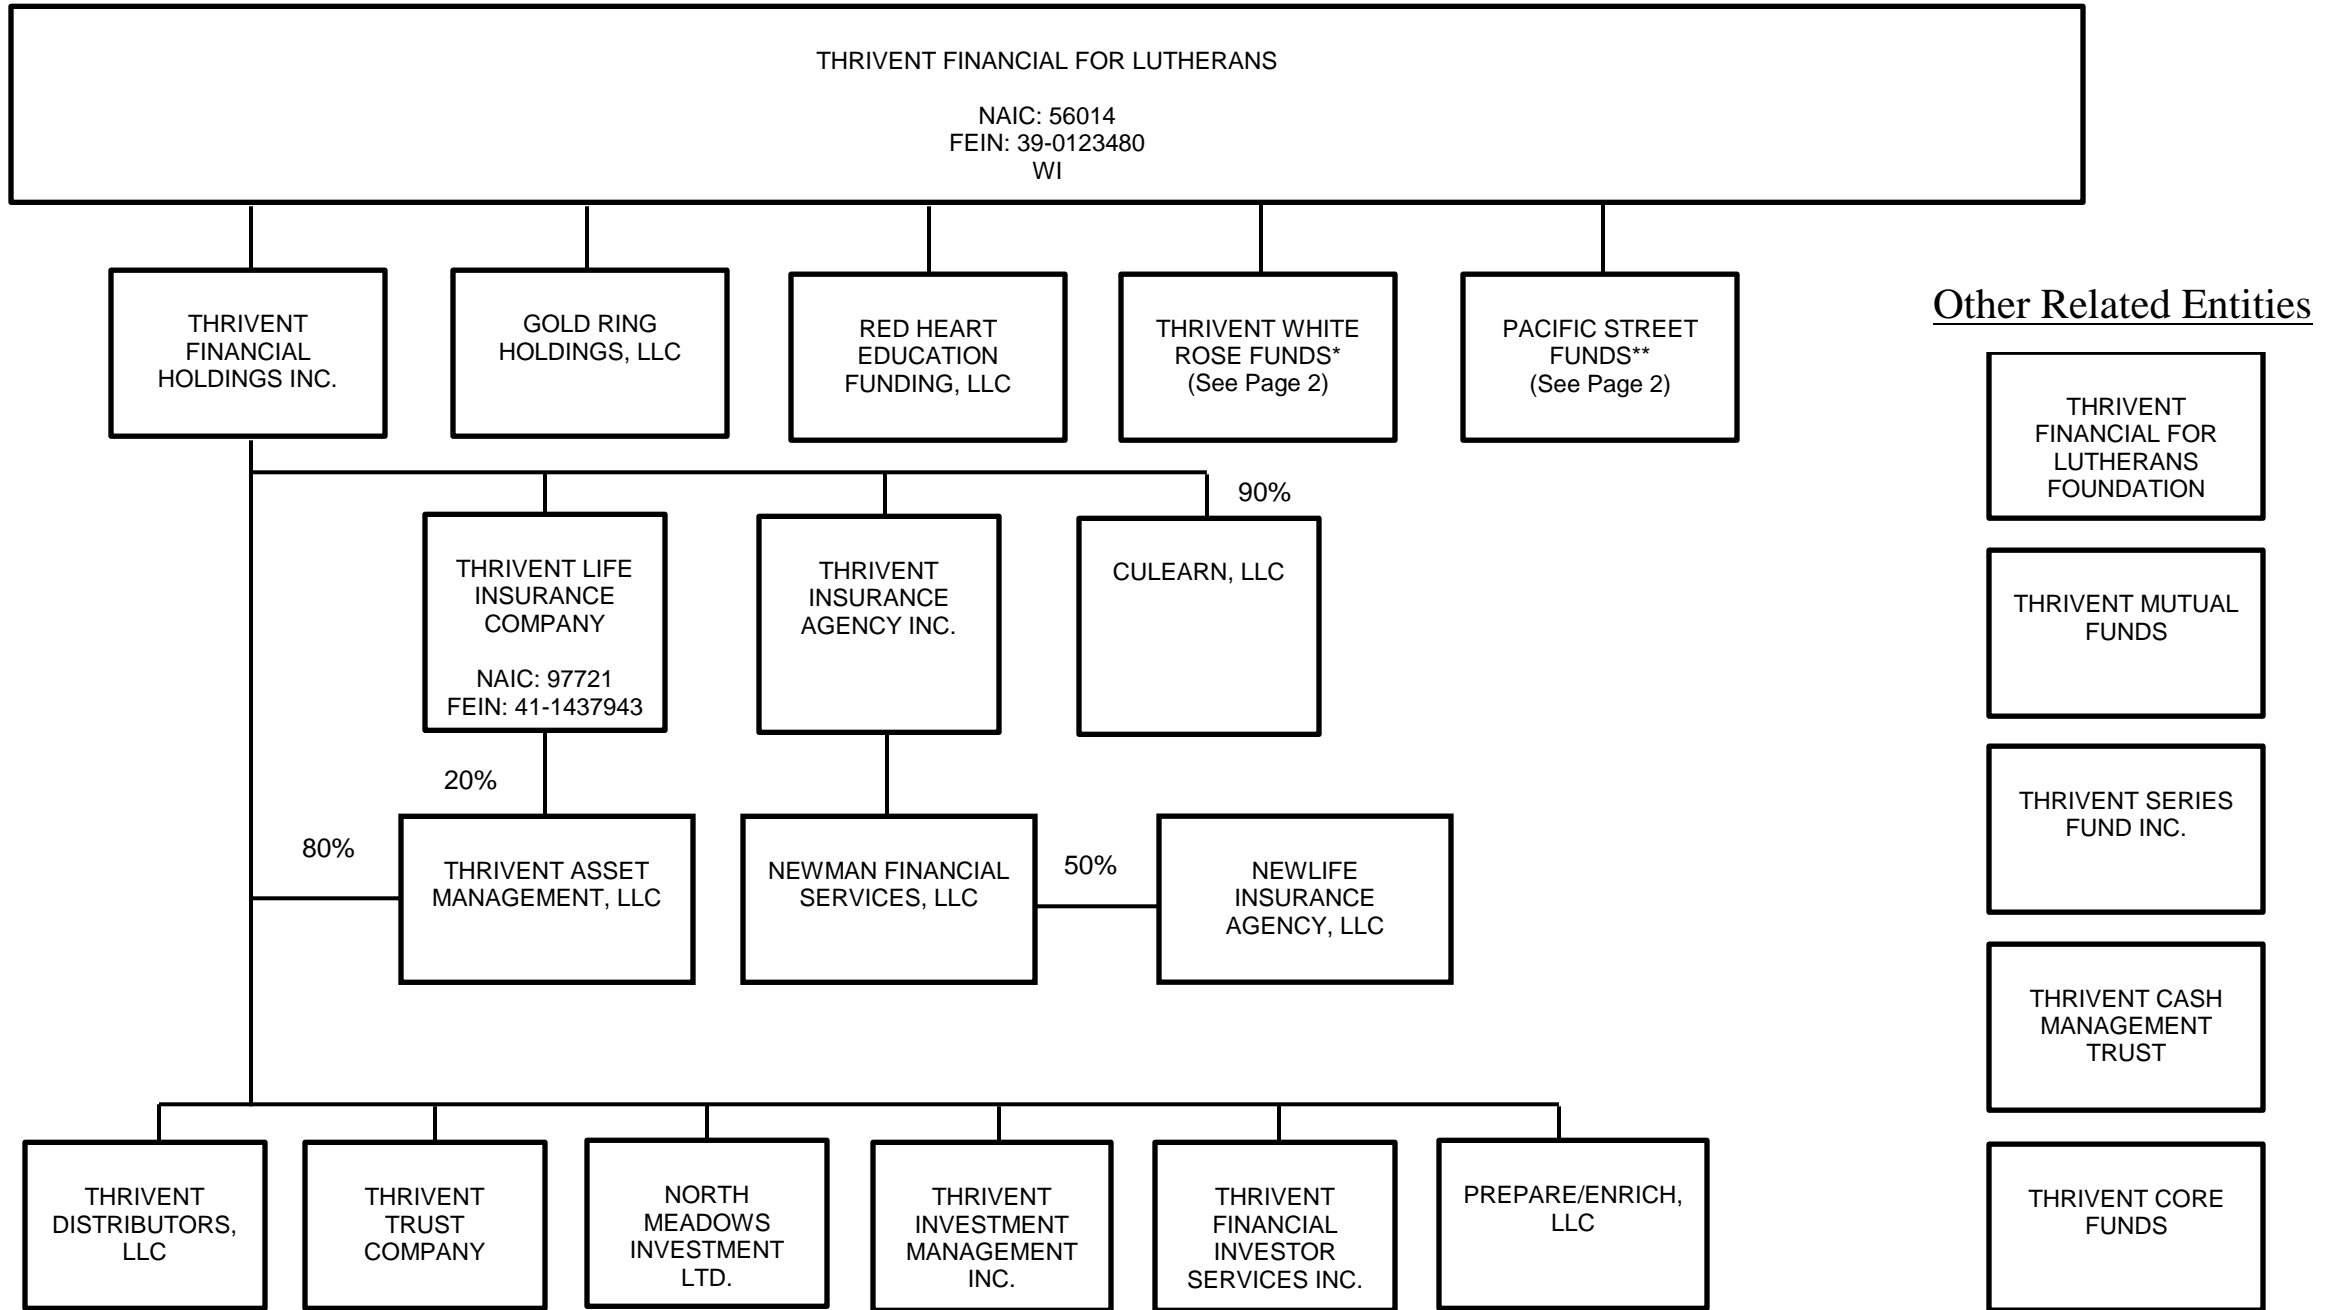 THRIVENT FINANCIAL FOR LUTHERANS
NAIC: 56014
FEIN: 39-0123480
WI
THRIVENT
FINANCIAL
HOLDINGS INC.
GOLD RING
HOLDINGS, LLC
RED HEART
EDUCATION
FUNDING, LLC
THRIVENT WHITE
ROSE FUNDS*
(See Page 2)
PACIFIC STREET
FUNDS**
(See Page 2)
Other Related Entities
THRIVENT
FINANCIAL FOR
LUTHERANS
FOUNDATION
90%
THRIVENT LIFE
INSURANCE
COMPANY
NAIC: 97721
FEIN: 41-1437943
THRIVENT
INSURANCE
AGENCY INC.
CULEARN, LLC
THRIVENT MUTUAL
FUNDS
20%
80%
THRIVENT ASSET
MANAGEMENT, LLC
NEWMAN FINANCIAL
SERVICES, LLC
50%
NEWLIFE
INSURANCE
AGENCY, LLC
THRIVENT SERIES
FUND INC.
THRIVENT CASH
MANAGEMENT
TRUST
THRIVENT
DISTRIBUTORS,
LLC
THRIVENT
TRUST
COMPANY
NORTH
MEADOWS
INVESTMENT
LTD.
THRIVENT
INVESTMENT
MANAGEMENT
INC.
THRIVENT
FINANCIAL
INVESTOR
SERVICES INC.
PREPARE/ENRICH,
LLC
THRIVENT CORE
FUNDS